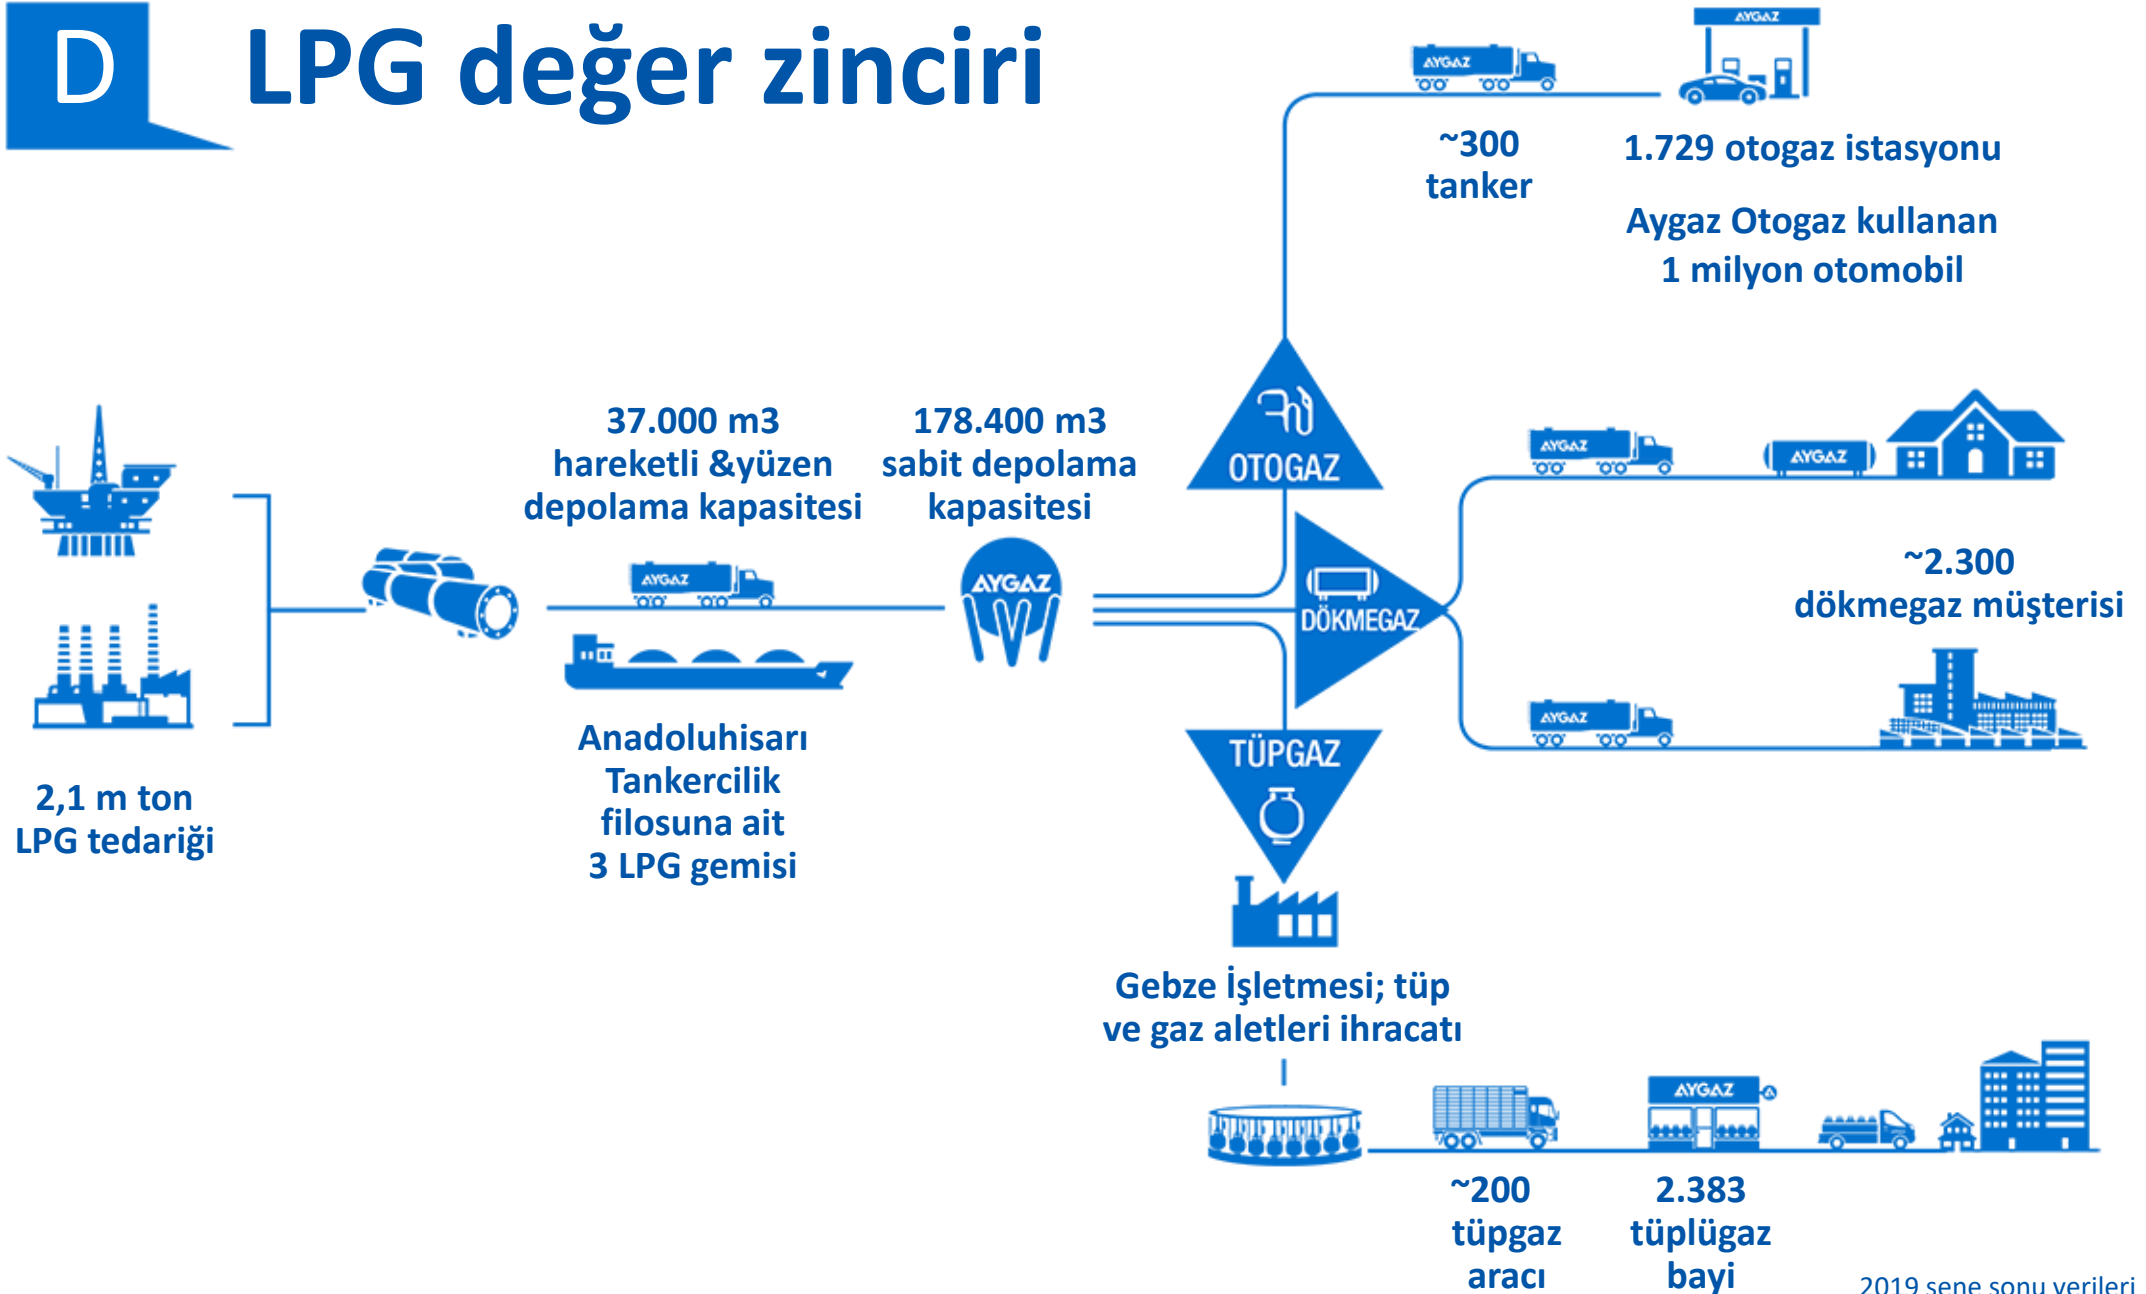 D
LPG değer zinciri
AYGAZ
AYGAZ
~300
tanker
1.729 otogaz istasyonu
Aygaz Otogaz kullanan
1 milyon otomobil
2,1 m ton
LPG tedariği
37.000 m3
hareketli &yüzen
depolama kapasitesi
AYGAZ
Anadoluhisarı
Tankercilik
filosuna ait
3 LPG gemisi
178.400 m3
sabit depolama
kapasitesi
AYGAZ
OTOGAZ
DÖKMEGAZ
AYGAZ
AYGAZ
~2.300
dökmegaz müşterisi
AYGAZ
TÜPGAZ
Gebze İşletmesi; tüp
ve gaz aletleri ihracatı
AYGAZ
~200
tüpgaz
aracı
2.383
tüplügaz
bayi
2019 sene sonu verileri